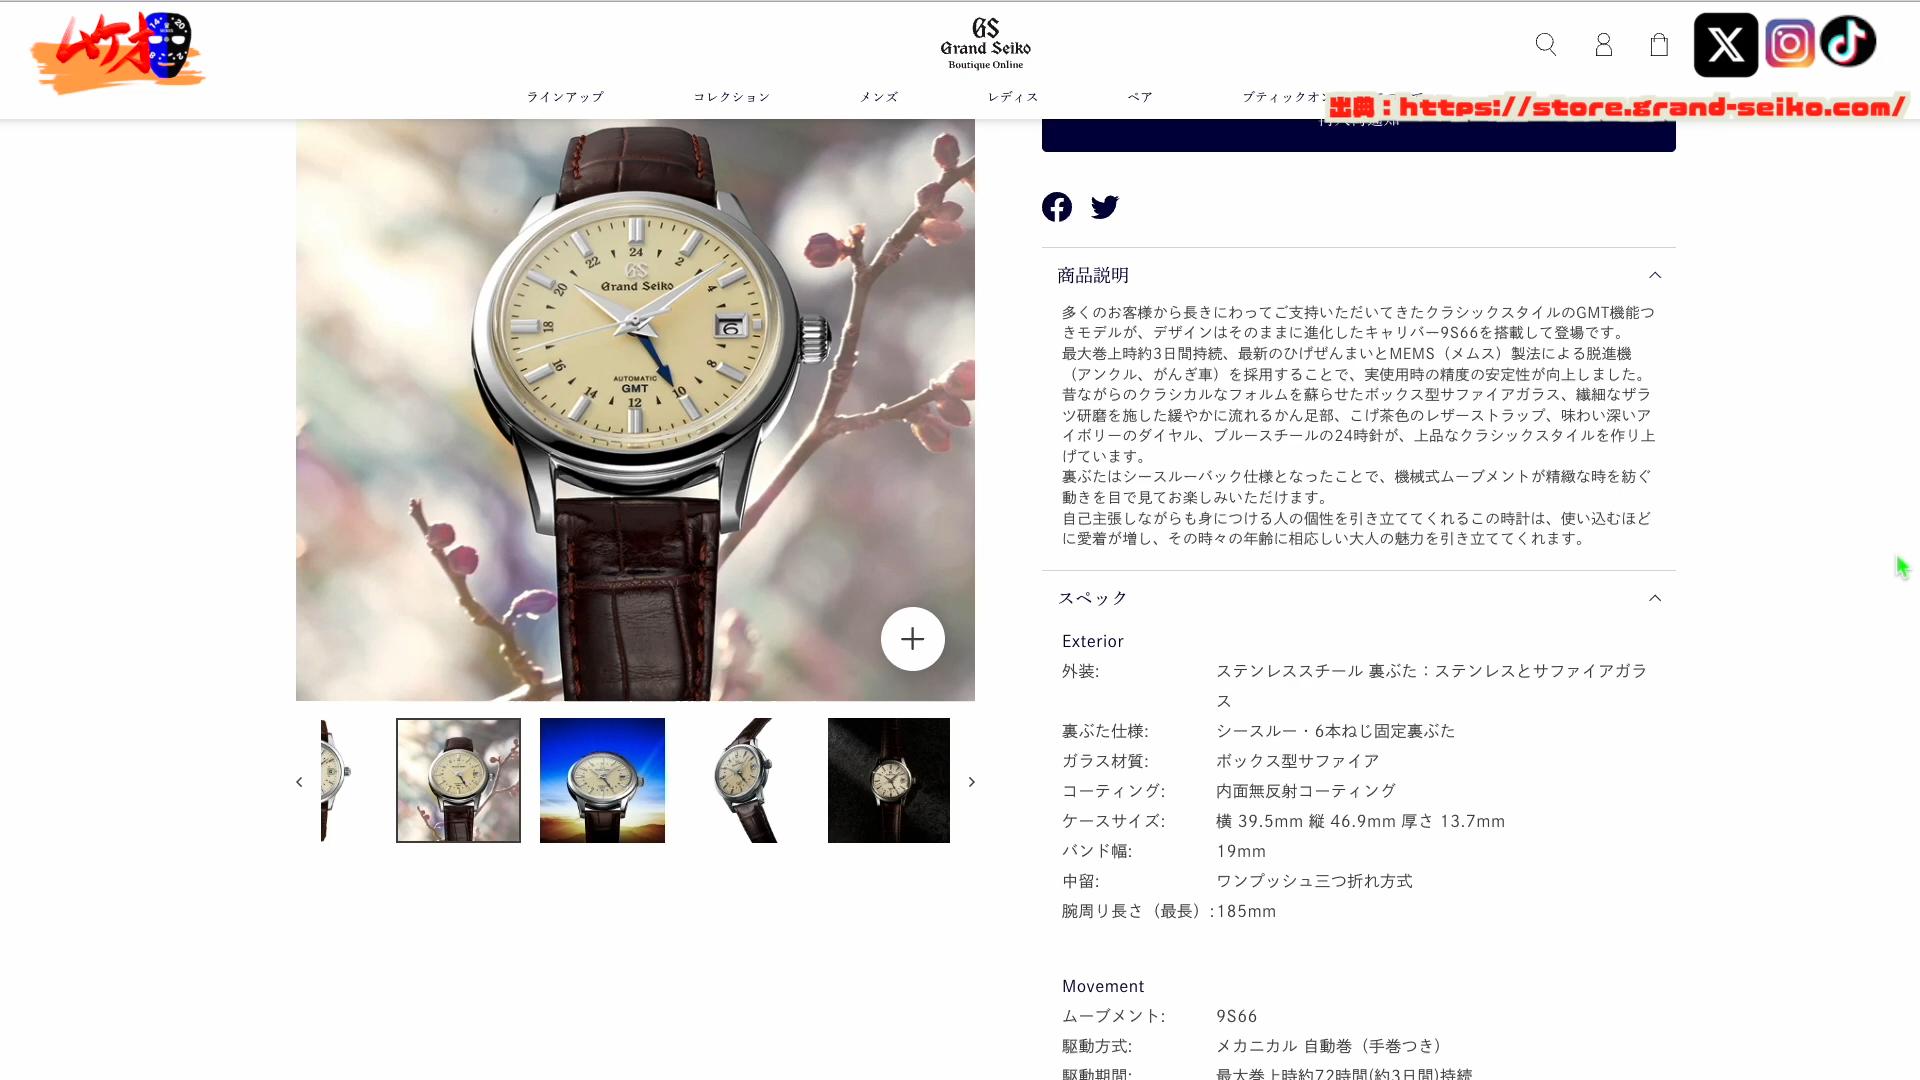 ケオ
GS
Grand Seiko
Boutique Online
ラインアップ
コレクション
メンズ
レディス
ペア
ブティックオン
出典：https://store.grand-seiko.com/
24
22
2
GS
Grand Seiko
20
4
18
6
16
8
AUTOMATIC
GMT
14
10
12
商品説明
多くのお客様から長きにわってご支持いただいてきたクラシックスタイルのGMT機能つ
きモデルが、デザインはそのままに進化したキャリバー9S66を搭載して登場です。
最大巻上時約3日間持続、最新のひげぜんまいとMEMS（メムス）製法による脱進機
（アンクル、がんぎ車）を採用することで、実使用時の精度の安定性が向上しました。
昔ながらのクラシカルなフォルムを蘇らせたボックス型サファイアガラス、繊細なザラ
ツ研磨を施した緩やかに流れるかん足部、こげ茶色のレザーストラップ、味わい深いア
イボリーのダイヤル、ブルースチールの24時針が、上品なクラシックスタイルを作り上
げています。
裏ぶたはシースルーバック仕様となったことで、機械式ムーブメントが精緻な時を紡ぐ
動きを目で見てお楽しみいただけます。
自己主張しながらも身につける人の個性を引き立ててくれるこの時計は、使い込むほど
に愛着が増し、その時々の年齢に相応しい大人の魅力を引き立ててくれます。
スペック
Exterior
外装: ステンレススチール 裏ぶた：ステンレスとサファイアガラ
ス
裏ぶた仕様: シースルー・6本ねじ固定裏ぶた
ガラス材質: ボックス型サファイア
コーティング: 内面無反射コーティング
ケースサイズ: 横 39.5mm 縦 46.9mm 厚さ 13.7mm
バンド幅: 19mm
中留: ワンプッシュ三つ折れ方式
腕周り長さ（最長）: 185mm
Movement
ムーブメント: 9S66
駆動方式: メカニカル 自動巻（手巻つき）
駆動期間: 最大巻上時約72時間(約3日間)持続